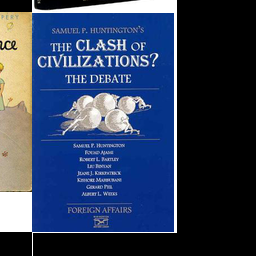 SAMUEL P. HUNTINGTON'S
THE CLASH OF
CIVILIZATIONS?
THE DEBATE
SAMUEL P. HUNTINGTON
FOUAD AJAMI
ROBERT L. BARTLEY
LIU BINYAN
JEANE J. KIRKPATRICK
KISHORE MAHBUBANI
GERARD PIEL
ALBERT L. WEEKS
FOREIGN AFFAIRS